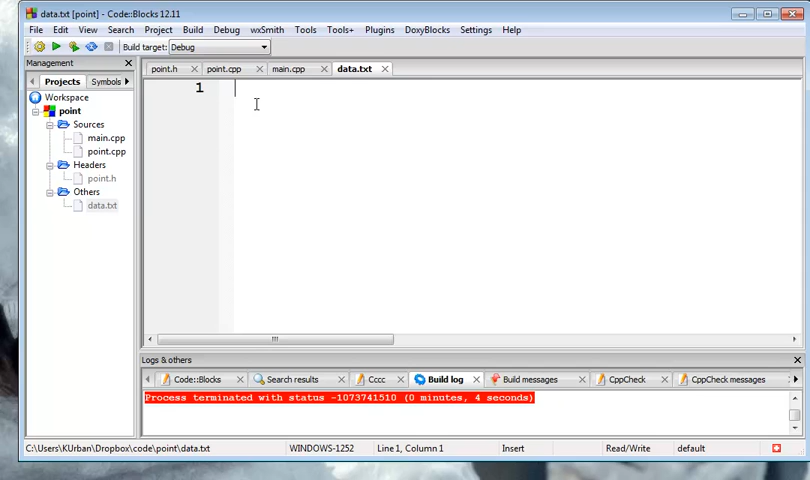 data.txt [point] - Code::Blocks 12.11
File Edit View Search Project Build Debug wxSmith Tools Tools+ Plugins DoxyBlocks Settings Help
Build target: Debug
Management
Projects Symbols
Workspace
point
Sources
main.cpp
point.cpp
Headers
point.h
Others
data.txt
point.h point.cpp main.cpp data.txt
1
Logs & others
Code::Blocks Search results Cccc Build log Build messages CppCheck CppCheck messages
Process terminated with status -1073741510 (0 minutes, 4 seconds)
C:\Users\KUrban\Dropbox\code\point\data.txt WINDOWS-1252 Line 1, Column 1 Insert Read/Write default